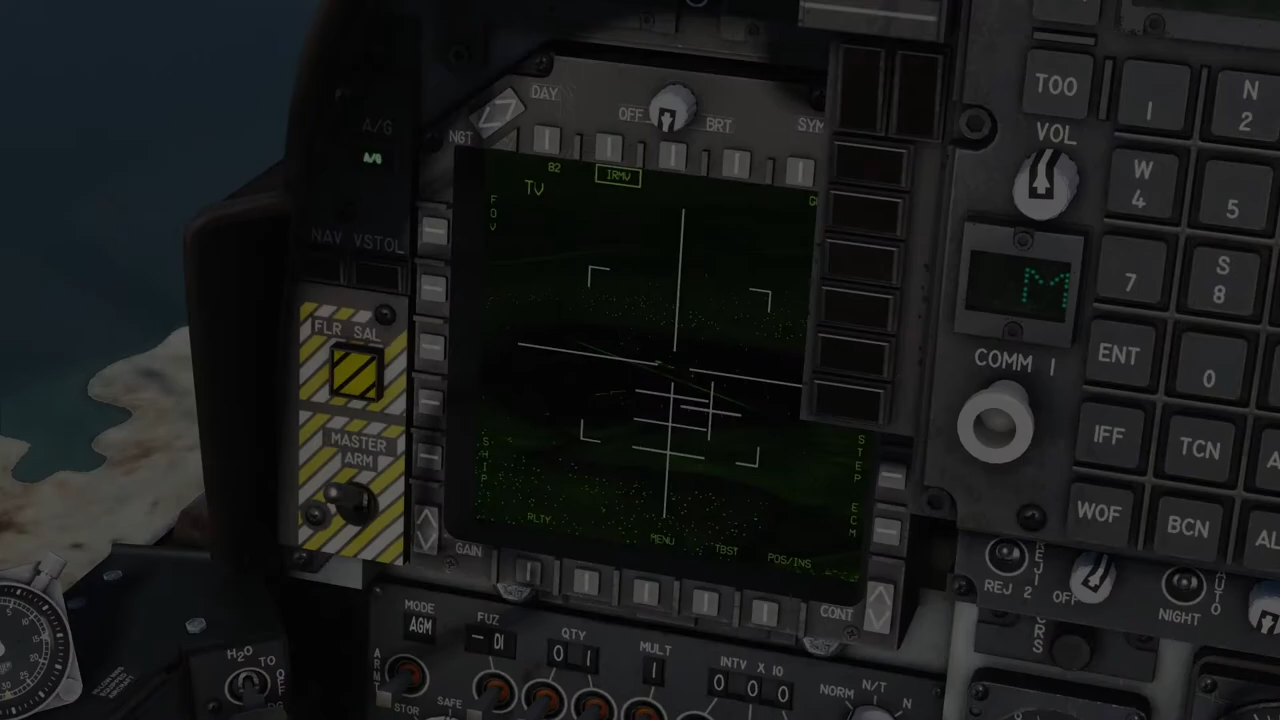 DAY
OFF
BRT
SYM
NGT
A/G
A/G
NAV VSTOL
FLR SAL
MASTER
ARM
82
IRMV
TV
FOV
SHIP
STEP
ECM
RLTY
MENU
TBST
POS/INS
GAIN
CONT
TOO
1
N
2
VOL
W
4
5
M
7
S
8
COMM 1
ENT
0
IFF
TCN
WOF
BCN
REJ 2
OFF
NIGHT
MODE
AGM
FUZ
01
QTY
0 1
MULT
1
INTV X 10
0 0 0
NORM
N/T
N
ARM
SAFE
STOR
H2O
TO